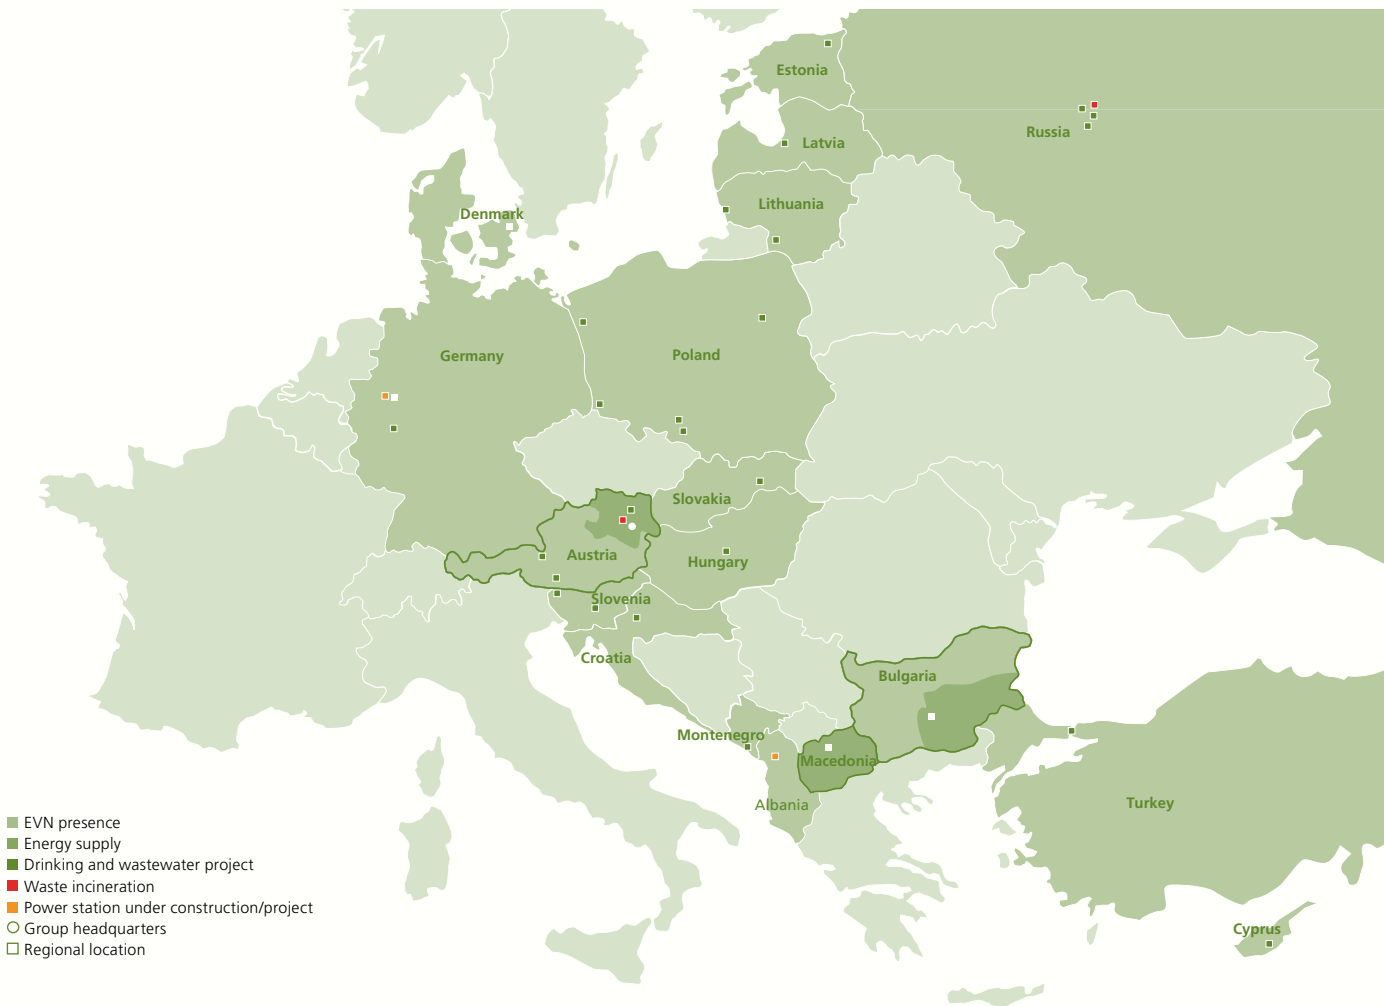 Estonia
Russia
Latvia
Lithuania
Denmark
Germany
Poland
Slovakia
Austria
Hungary
Slovenia
Croatia
Bulgaria
Montenegro
Macedonia
Albania
Turkey
Cyprus
EVN presence
Energy supply
Drinking and wastewater project
Waste incineration
Power station under construction/project
Group headquarters
Regional location